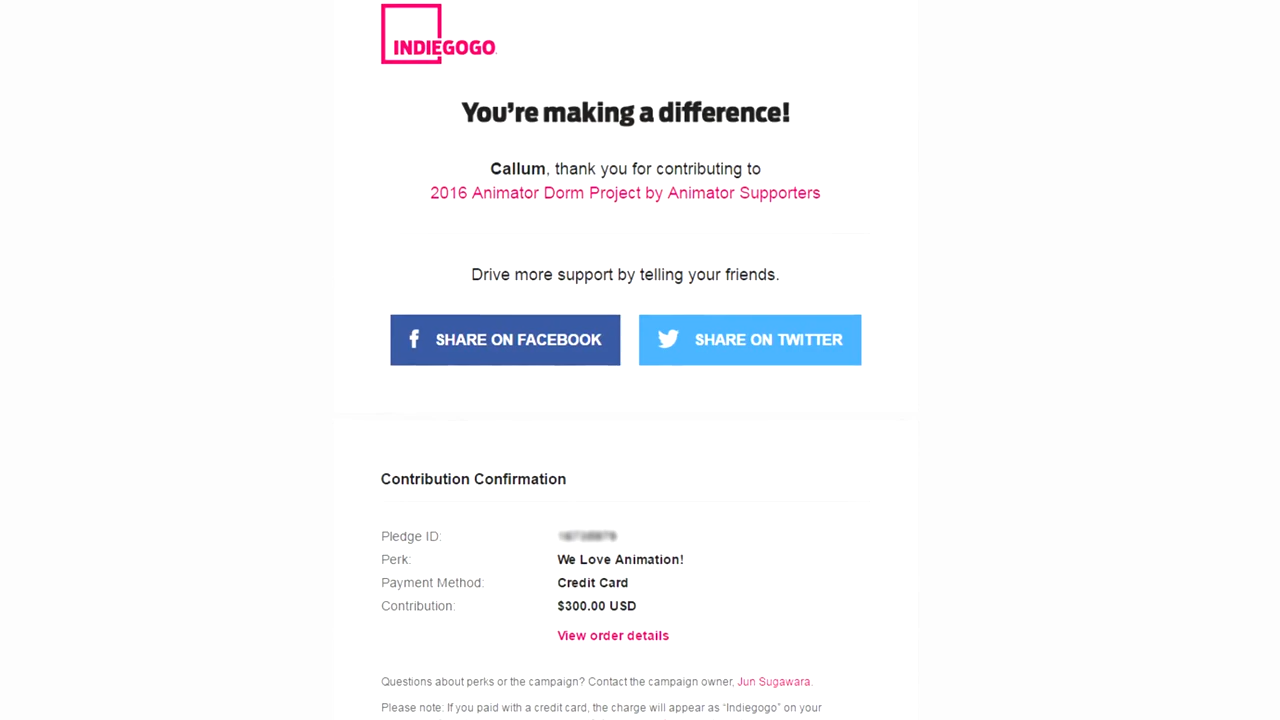 INDIEGOGO
You're making a difference!
Callum, thank you for contributing to
2016 Animator Dorm Project by Animator Supporters
Drive more support by telling your friends.
SHARE ON FACEBOOK
SHARE ON TWITTER
Contribution Confirmation
Pledge ID:
Perk: We Love Animation!
Payment Method: Credit Card
Contribution: $300.00 USD
View order details
Questions about perks or the campaign? Contact the campaign owner, Jun Sugawara.
Please note: If you paid with a credit card, the charge will appear as “Indiegogo” on your